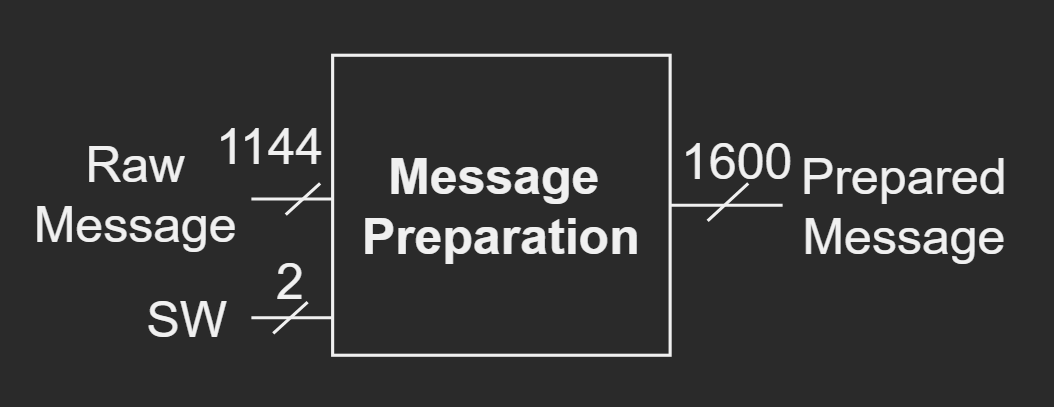 Raw
Message
1144
SW
2
Message
Preparation
1600
Prepared
Message